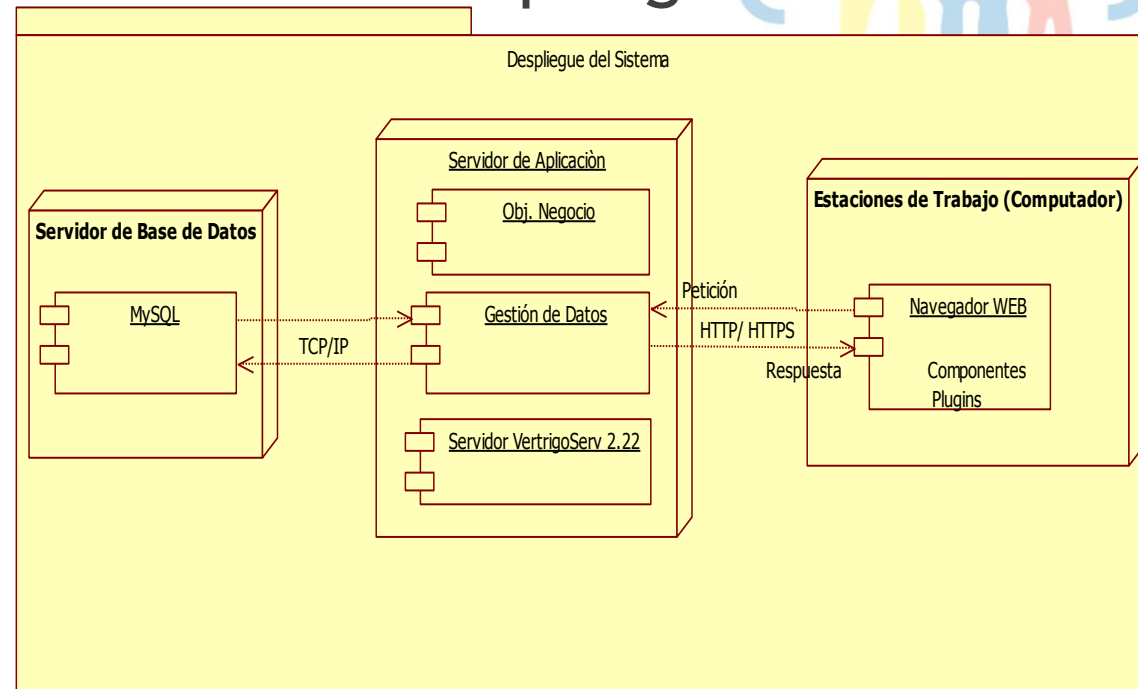 Despliegue del Sistema
Servidor de Base de Datos
MySQL
TCP/IP
Servidor de Aplicaciòn
Obj. Negocio
Gestión de Datos
Servidor VertrigoServ 2.22
Petición
HTTP/ HTTPS
Respuesta
Estaciones de Trabajo (Computador)
Navegador WEB
Componentes
Plugins